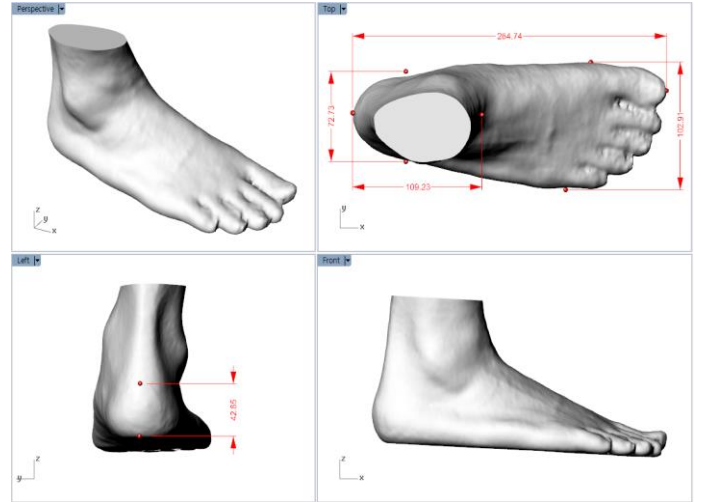 Perspective
Top
264.74
72.73
102.91
109.23
z
y
x
y
x
Left
42.65
z
y
Front
z
x